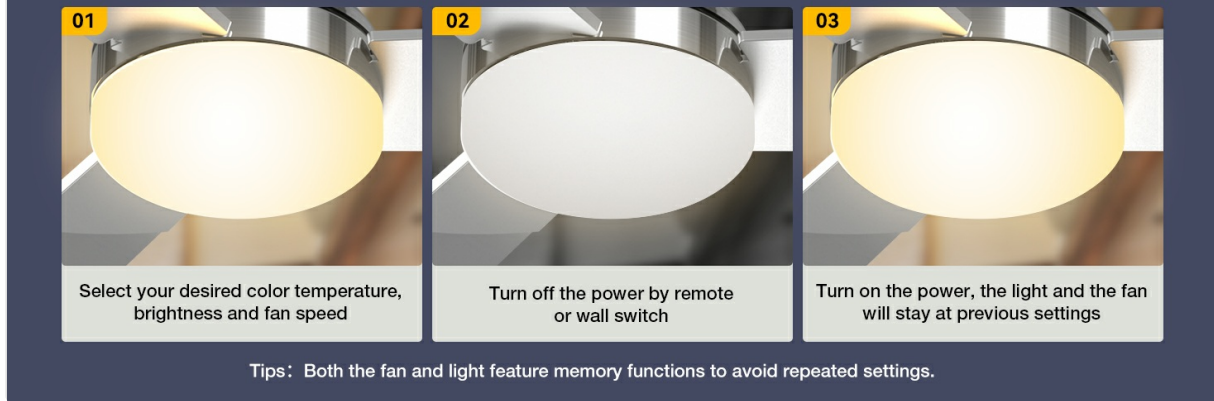 01
02
03
Select your desired color temperature,
brightness and fan speed
Turn off the power by remote
or wall switch
Turn on the power, the light and the fan
will stay at previous settings
Tips： Both the fan and light feature memory functions to avoid repeated settings.